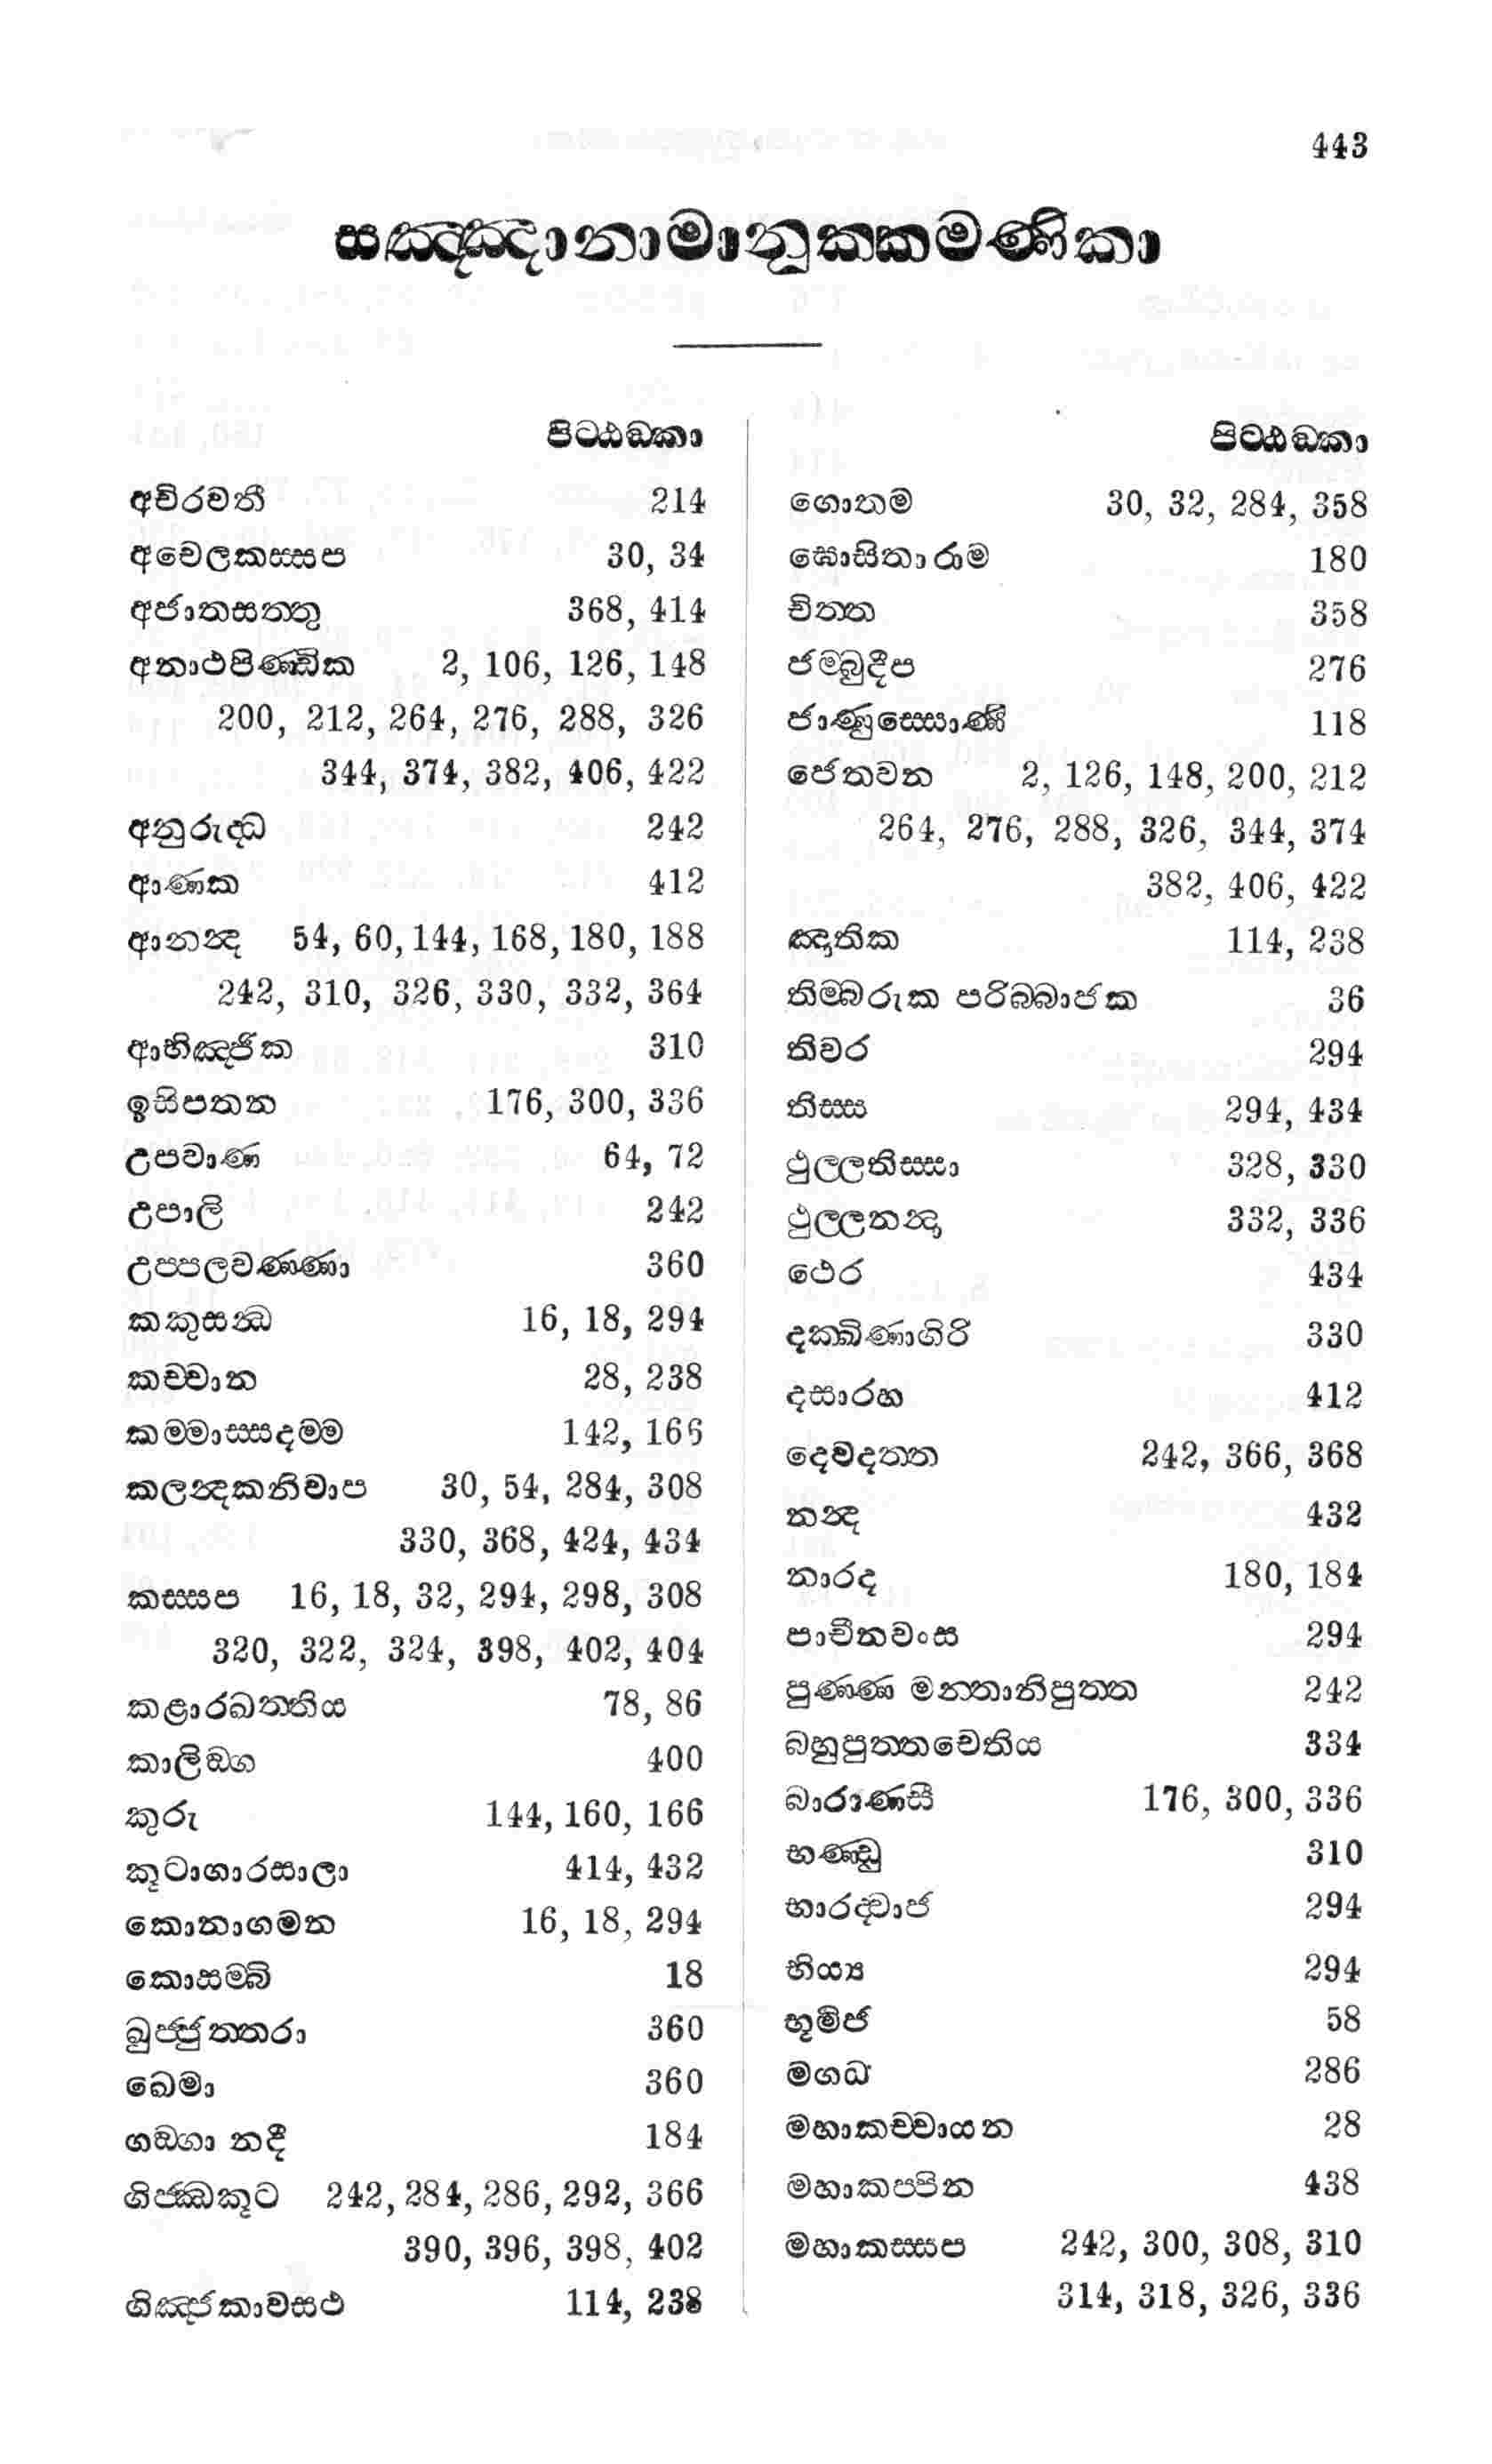 443
සඤ්ඤානාමානුක්කමණිකා
පිට්ඨඞ්කා
අචිරවතී 214
අචෙලකස්සප 30, 34
අජාතසත්තු 368, 414
අනාථපිණ්ඩික 2, 106, 126, 148
200, 212, 264, 276, 288, 326
344, 374, 382, 406, 422
අනුරුද්ධ 242
ආණක 412
ආනන්ද 54, 60, 144, 168, 180, 188
242, 310, 326, 330, 332, 364
ආභිඤ්ජික 310
ඉසිපතන 176, 300, 336
උපවාණ 64, 72
උපාලි 242
උප්පලවණ්ණා 360
කකුසන්ධ 16, 18, 294
කච්චාන 28, 238
කම්මාස්සදම්ම 142, 166
කලන්දකනිවාප 30, 54, 284, 308
330, 368, 424, 434
කස්සප 16, 18, 32, 294, 298, 308
320, 322, 324, 398, 402, 404
කළාරඛත්තිය 78, 86
කාලිඞ්ග 400
කුරු 144, 160, 166
කූටාගාරසාලා 414, 432
කොනාගමන 16, 18, 294
කොසම්බි 18
ඛුජ්ජුත්තරා 360
ඛෙමා 360
ගඞ්ගා නදී 184
ගිජ්ඣකූට 242, 284, 286, 292, 366
390, 396, 398, 402
ගිඤ්ජකාවසථ 114, 238
පිට්ඨඞ්කා
ගොතම 30, 32, 284, 358
ඝොසිතාරාම 180
චිත්ත 358
ජම්බුදීප 276
ජාණුස්සොණී 118
ජෙතවන 2, 126, 148, 200, 212
264, 276, 288, 326, 344, 374
382, 406, 422
ඤාතික 114, 238
තිම්බරුක පරිබ්බාජක 36
තිවර 294
තිස්ස 294, 434
ථුල්ලතිස්සා 328, 330
ථුල්ලනන්දා 332, 336
ථෙර 434
දක්ඛිණාගිරි 330
දසාරහ 412
දෙවදත්ත 242, 366, 368
නන්ද 432
නාරද 180, 184
පාචීනවංස 294
පුණ්ණ මන්තානිපුත්ත 242
බහුපුත්තචෙතිය 334
බාරාණසී 176, 300, 336
භණ්ඩු 310
භාරද්වාජ 294
භිය්‍ය 294
භූමිජ 58
මගධ 286
මහාකච්චායන 28
මහාකප්පින 438
මහාකස්සප 242, 300, 308, 310
314, 318, 326, 336